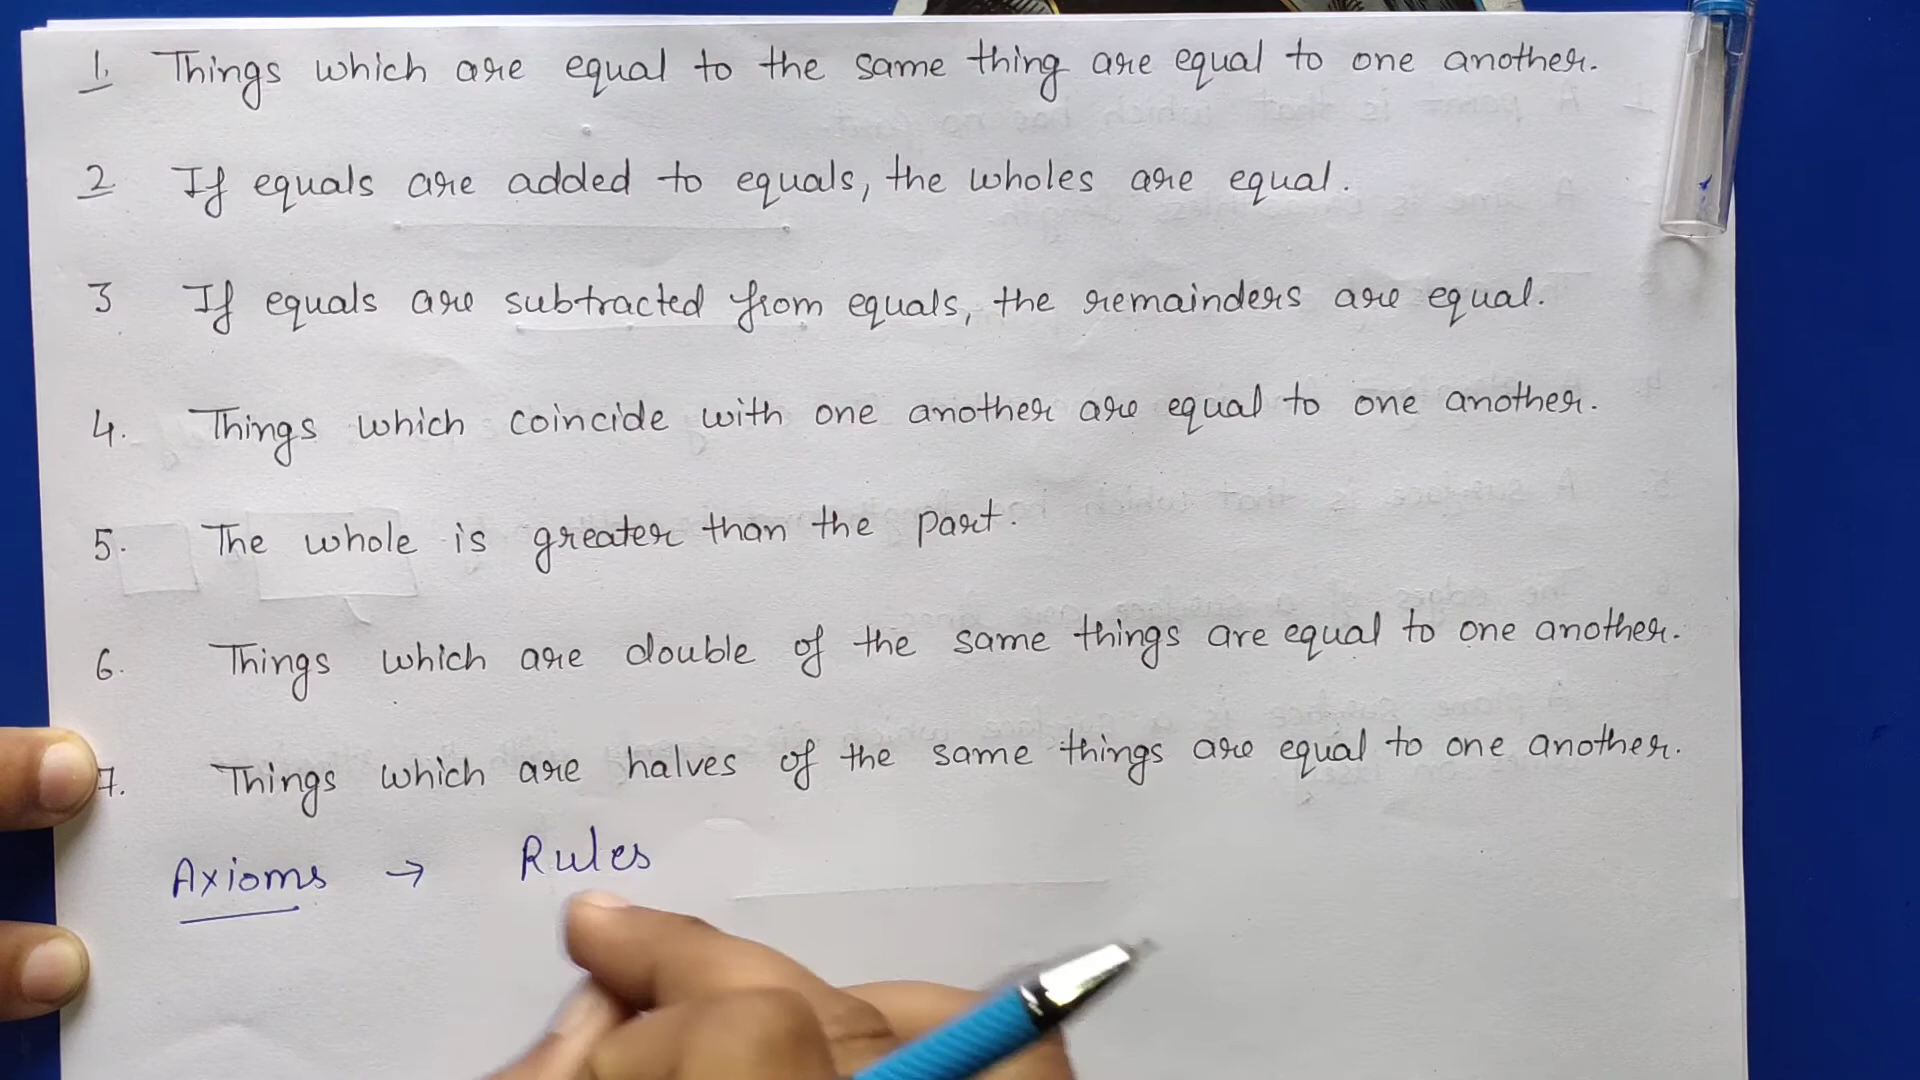 1. Things which are equal to the same thing are equal to one another.
2 If equals are added to equals, the wholes are equal.
3 If equals are subtracted from equals, the remainders are equal.
4. Things which coincide with one another are equal to one another.
5. The whole is greater than the part.
6. Things which are double of the same things are equal to one another.
7. Things which are halves of the same things are equal to one another.
Axioms → Rules